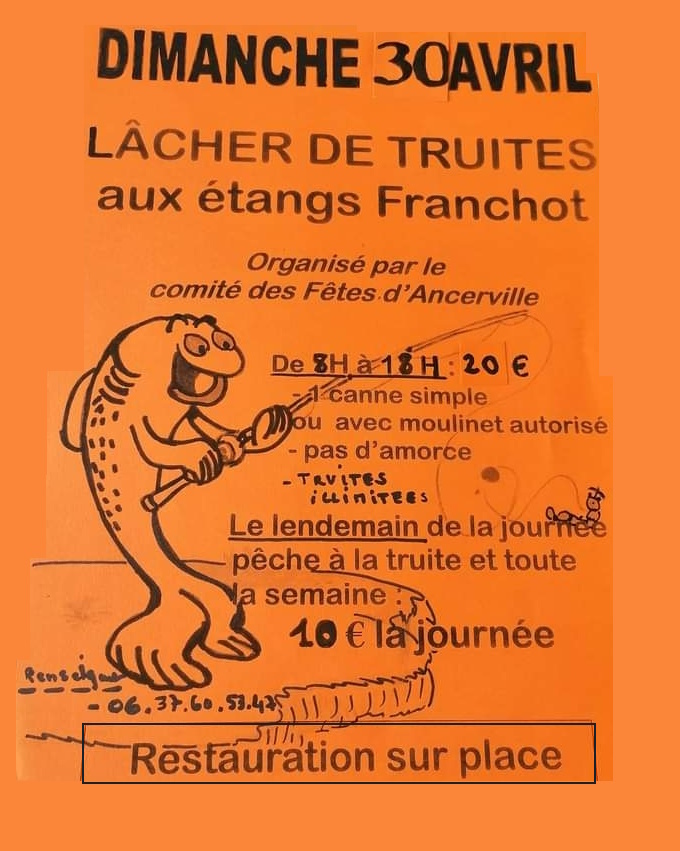 DIMANCHE 30 AVRIL
LÂCHER DE TRUITES
aux étangs Franchot
Organisé par le
comité des Fêtes d'Ancerville
De 8H à 18H : 20 €
- 1 canne simple
ou avec moulinet autorisé
- pas d'amorce
- TRUITES
illimiTEES
Le lendemain de la journée
pêche à la truite et toute
la semaine :
10 € la journée
- 06.37.60.53.42
Restauration sur place